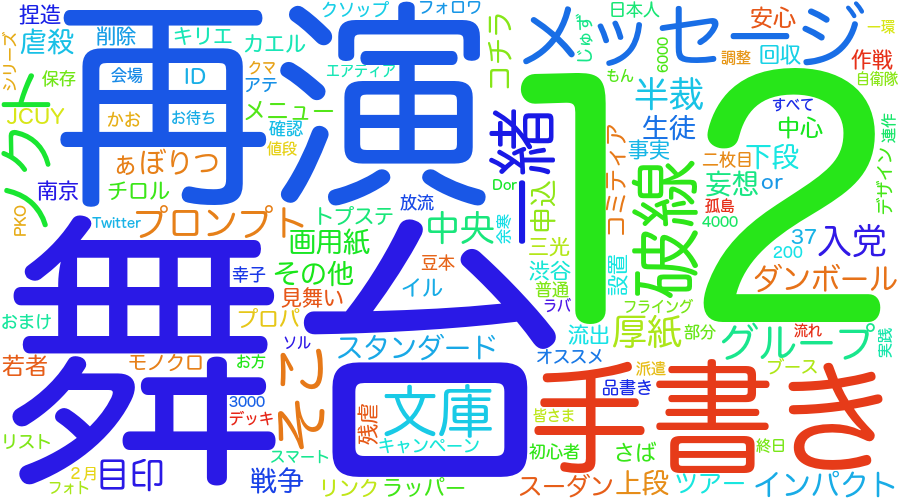 捏造
クソップ
フォロワ
コチラ
メッセージ
じゅず
日本人
6000
安心
一環
シリーズ
虐殺
削除
キリエ
カエル
再演
調整
回収
作戦
保存
会場
ID
クマ
アテ
エアティア
もん
自衛隊
ノクト
JCUY
かお
お待ち
メニュー
確認
値段
一緒
半裁
12
すべて
ぁぼりつ
生徒
事実
中心
連作
南京
チロル
Dor
コミティア
二枚目
下段
妄想
or
デザイン
PKO
Twitter
プロンプト
トプステ
放流
中央
余寒
申込
破線
孤島
4000
37
200
入党
舞台
画用紙
その他
豆本
三光
渋谷
設置
普通
ダンボール
幸子
見舞い
イル
ラバ
フライング
おまけ
プロパ
流出
厚紙
部分
グループ
流れ
実践
若者
モノクロ
お方
ソル
スタンダード
オススメ
そこ
手書き
派遣
品書き
ブース
3000
デッキ
残虐
文庫
皆さま
リスト
目印
スマート
キャンペーン
初心者
さば
終日
2月
フォト
戦争
リンク
ラッパー
スーダン
上段
ツアー
インパクト